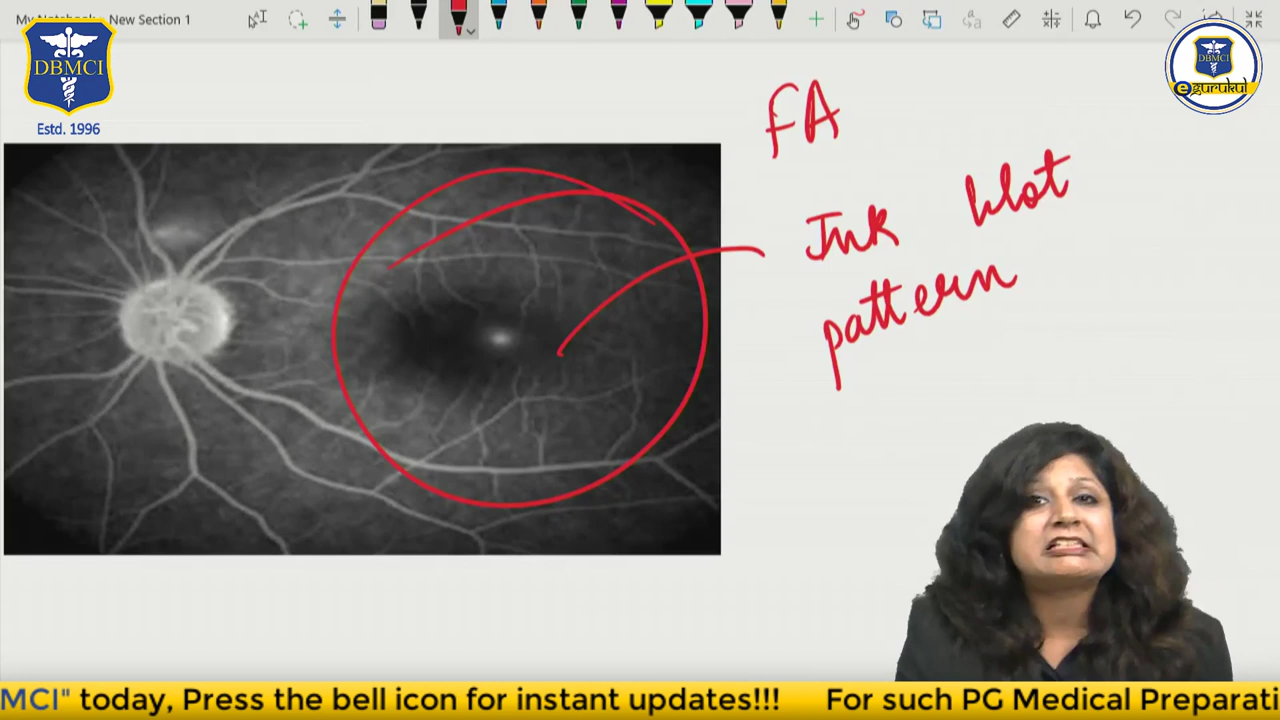 My Notebook - New Section 1
DBMCI
Estd. 1996
DBMCI
e gurukul
FA
Ink blot
pattern
MCI" today, Press the bell icon for instant updates!!! For such PG Medical Preparati